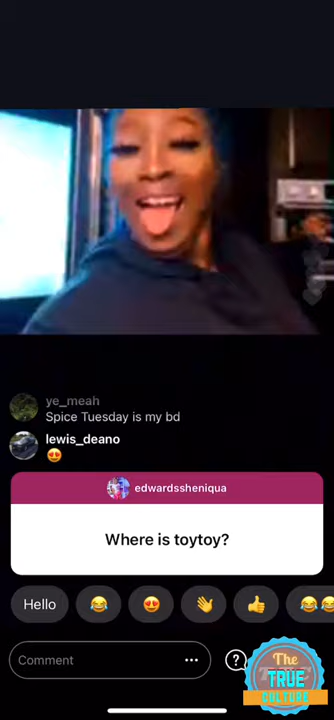 ye_meah
Spice Tuesday is my bd
lewis_deano
😍
edwardssheniqua
Where is toytoy?
Hello 😂 😍 👋 👍 😂😂
Comment
?
The
TRUE
CULTURE